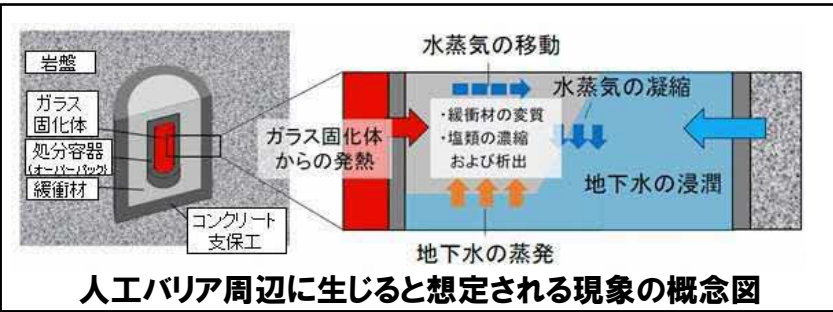 岩盤
ガラス
固化体
処分容器
(オーバーパック)
緩衝材
コンクリート
支保工
水蒸気の移動
水蒸気の凝縮
・緩衝材の変質
・塩類の濃縮
および析出
ガラス固化体
からの発熱
地下水の浸潤
地下水の蒸発
人工バリア周辺に生じると想定される現象の概念図